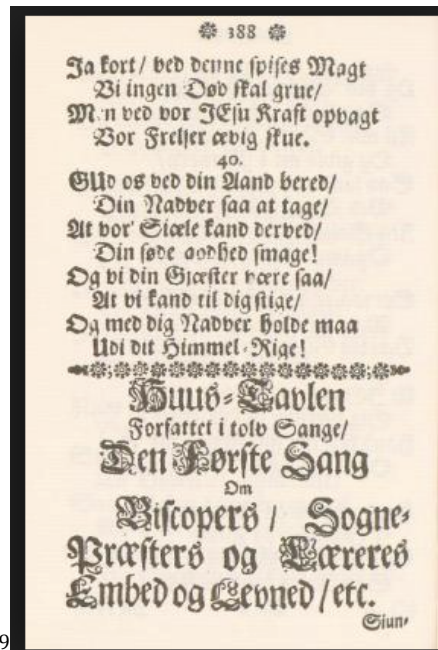 ❁ 388 ❁
Ja kort/ ved denne spises Magt
Vi ingen Død skal grue/
Men ved vor JEsu Kraft opvagt
Vor Frelser ævig skue.
40.
GUd os ved din Aand bered/
Din Nadver saa at tage/
At vor' Siæle kand derved/
Din søde godhed smage!
Og vi din Gjæster være saa/
At vi kand til dig stige/
Og med dig Nadver holde maa
Udi dit Himmel-Rige!
Huus-Tavlen
Forfattet i tolv Sange/
Den Første Sang
Om
Biscopers / Sogne-
Præsters og Læreres
Embed og Levned / etc.
Siun-
9